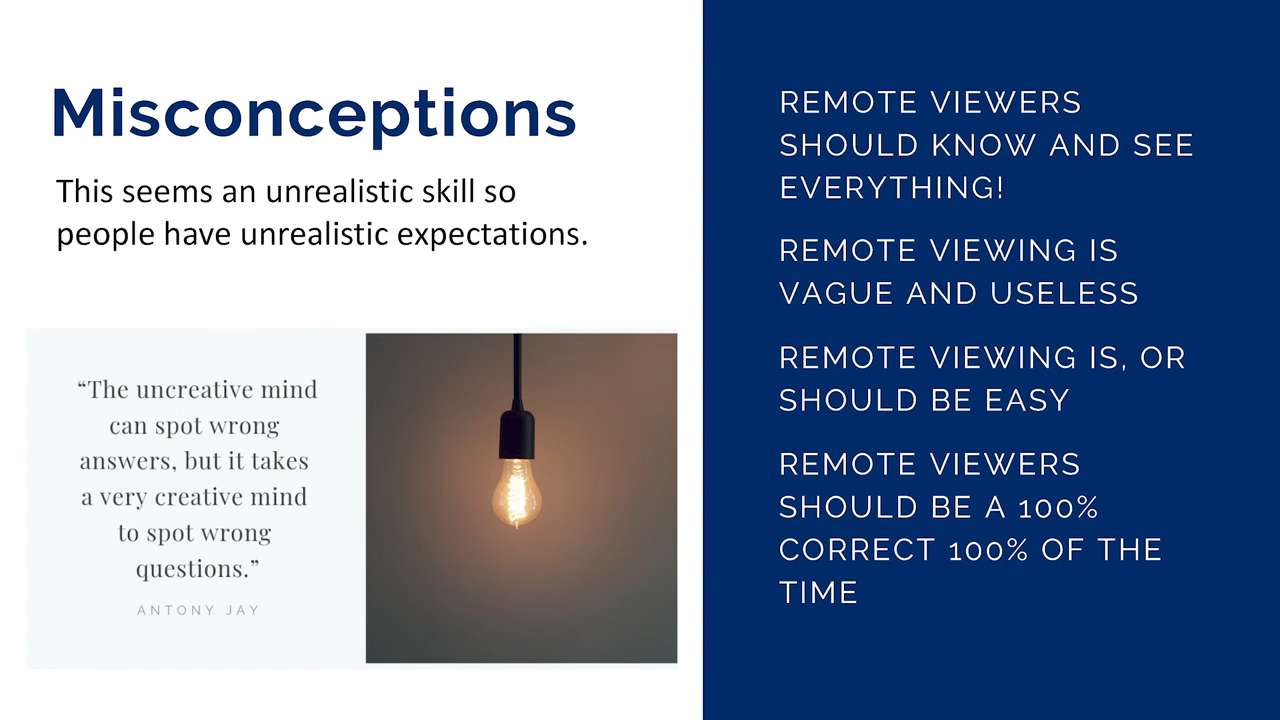 Misconceptions
This seems an unrealistic skill so
people have unrealistic expectations.
“The uncreative mind
can spot wrong
answers, but it takes
a very creative mind
to spot wrong
questions.”
ANTONY JAY
REMOTE VIEWERS
SHOULD KNOW AND SEE
EVERYTHING!
REMOTE VIEWING IS
VAGUE AND USELESS
REMOTE VIEWING IS, OR
SHOULD BE EASY
REMOTE VIEWERS
SHOULD BE A 100%
CORRECT 100% OF THE
TIME